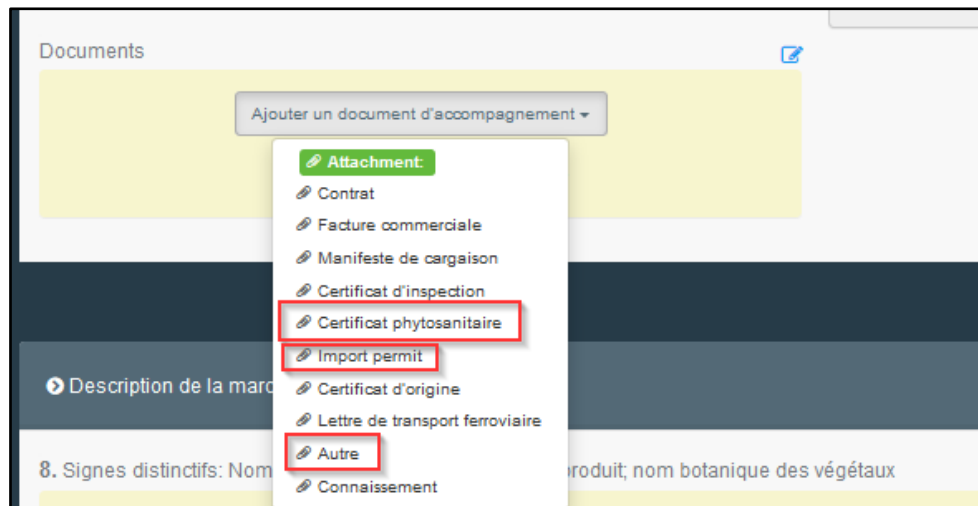 Documents
Ajouter un document d'accompagnement
Attachment:
Contrat
Facture commerciale
Manifeste de cargaison
Certificat d'inspection
Certificat phytosanitaire
Import permit
Certificat d'origine
Lettre de transport ferroviaire
Autre
Connaissement
Description de la marc
8. Signes distinctifs: Nom produit; nom botanique des végétaux